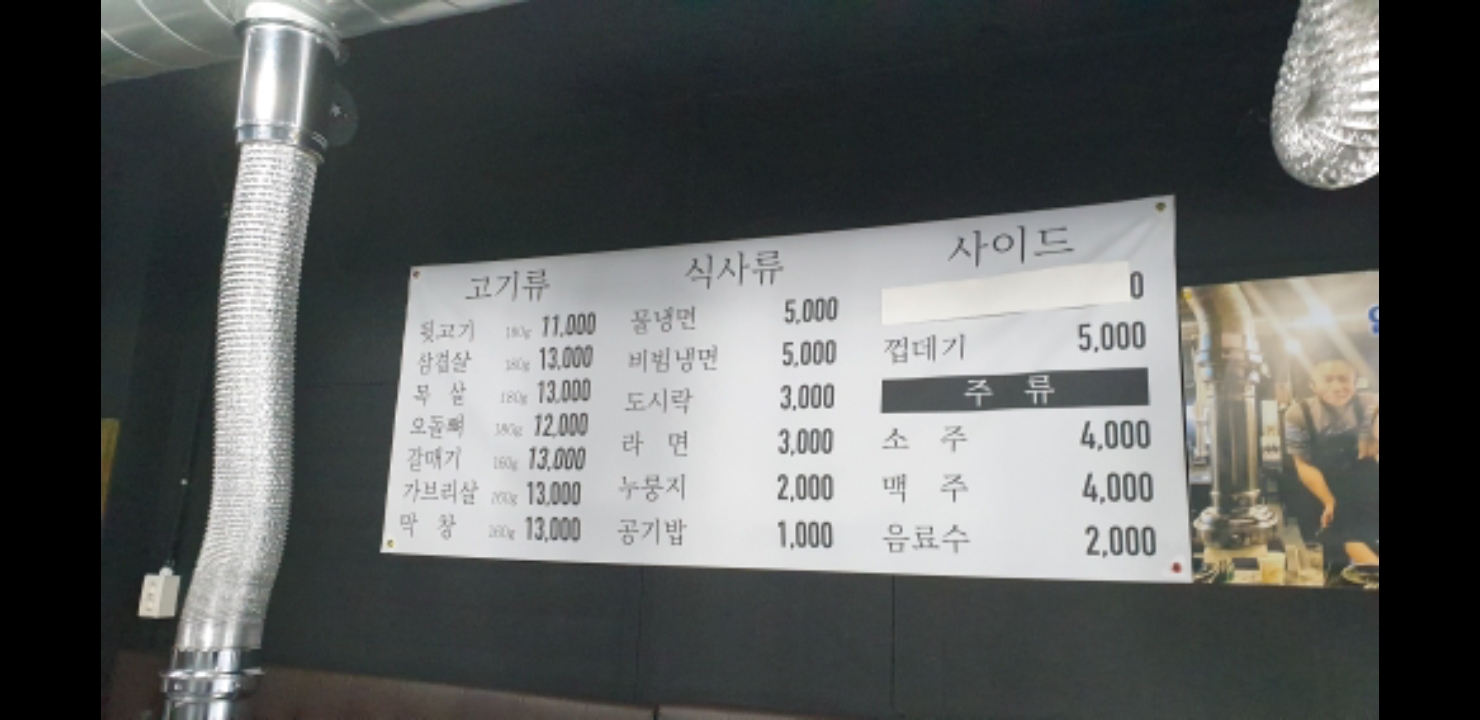 고기류
뒷고기 180g 11,000
삼겹살 180g 13,000
목 살 180g 13,000
오돌뼈 180g 12,000
갈매기 160g 13,000
가브리살 160g 13,000
막 창 160g 13,000
식사류
물냉면 5,000
비빔냉면 5,000
도시락 3,000
라 면 3,000
누룽지 2,000
공기밥 1,000
사이드
0
껍데기 5,000
주 류
소 주 4,000
맥 주 4,000
음료수 2,000